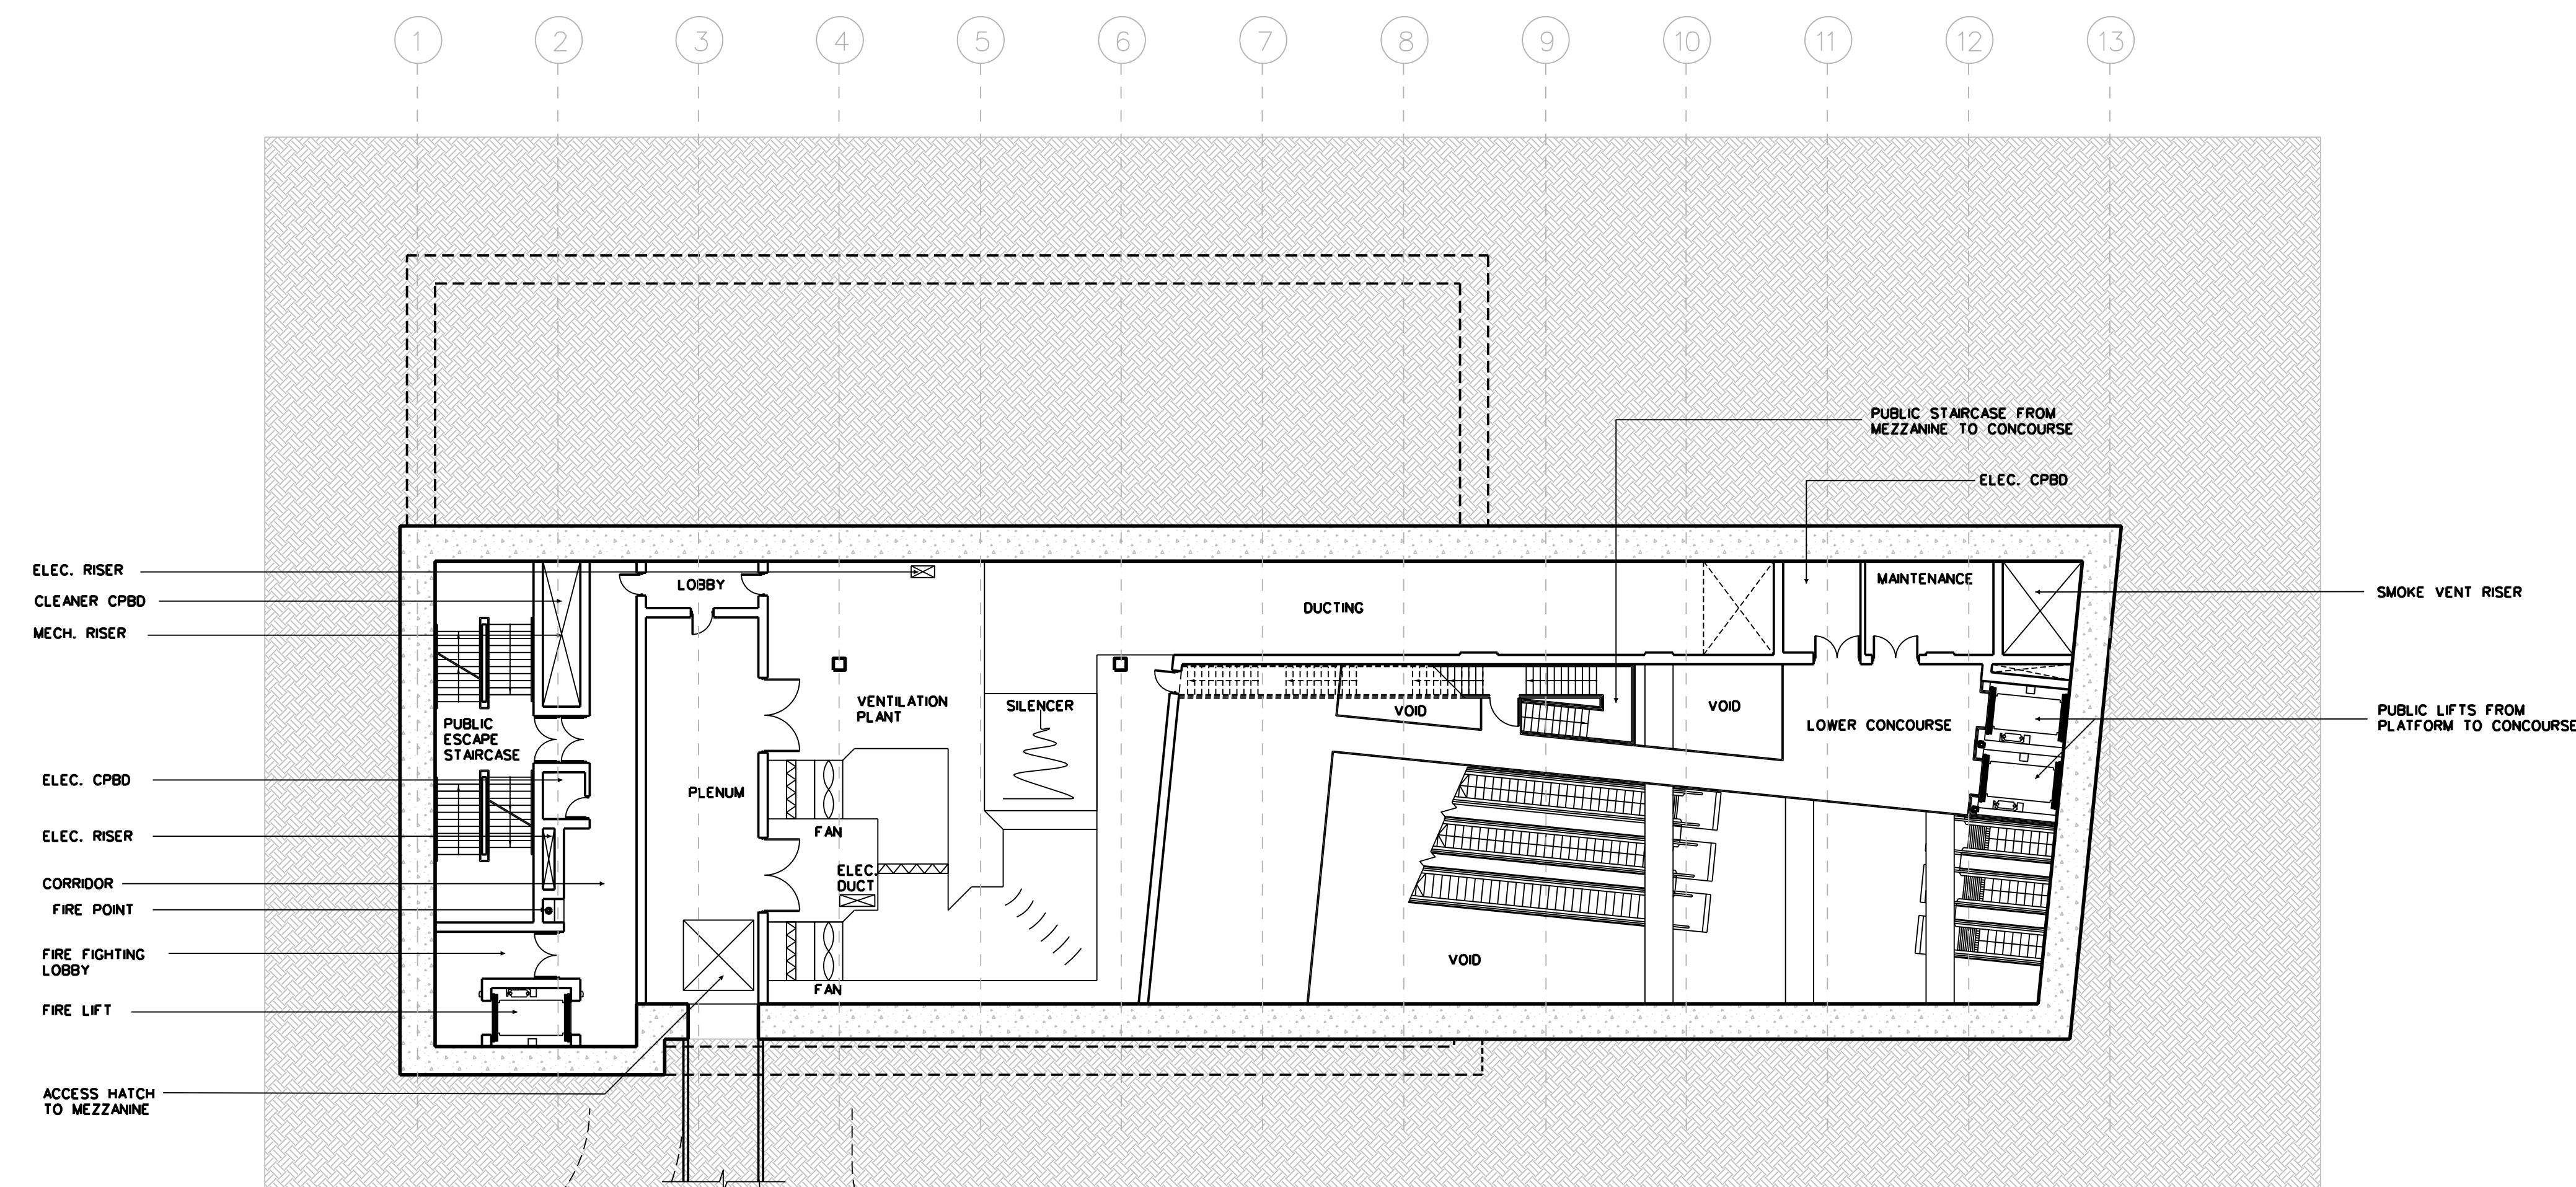 1 2 3 4 5 6 7 8 9 10 11 12 13
PUBLIC STAIRCASE FROM
MEZZANINE TO CONCOURSE
ELEC. CPBD
ELEC. RISER
CLEANER CPBD
MECH. RISER
ELEC. CPBD
ELEC. RISER
CORRIDOR
FIRE POINT
FIRE FIGHTING
LOBBY
FIRE LIFT
ACCESS HATCH
TO MEZZANINE
PUBLIC
ESCAPE
STAIRCASE
LOBBY
PLENUM
VENTILATION
PLANT
FAN
ELEC.
DUCT
FAN
SILENCER
DUCTING
VOID
VOID
VOID
MAINTENANCE
LOWER CONCOURSE
SMOKE VENT RISER
PUBLIC LIFTS FROM
PLATFORM TO CONCOURSE